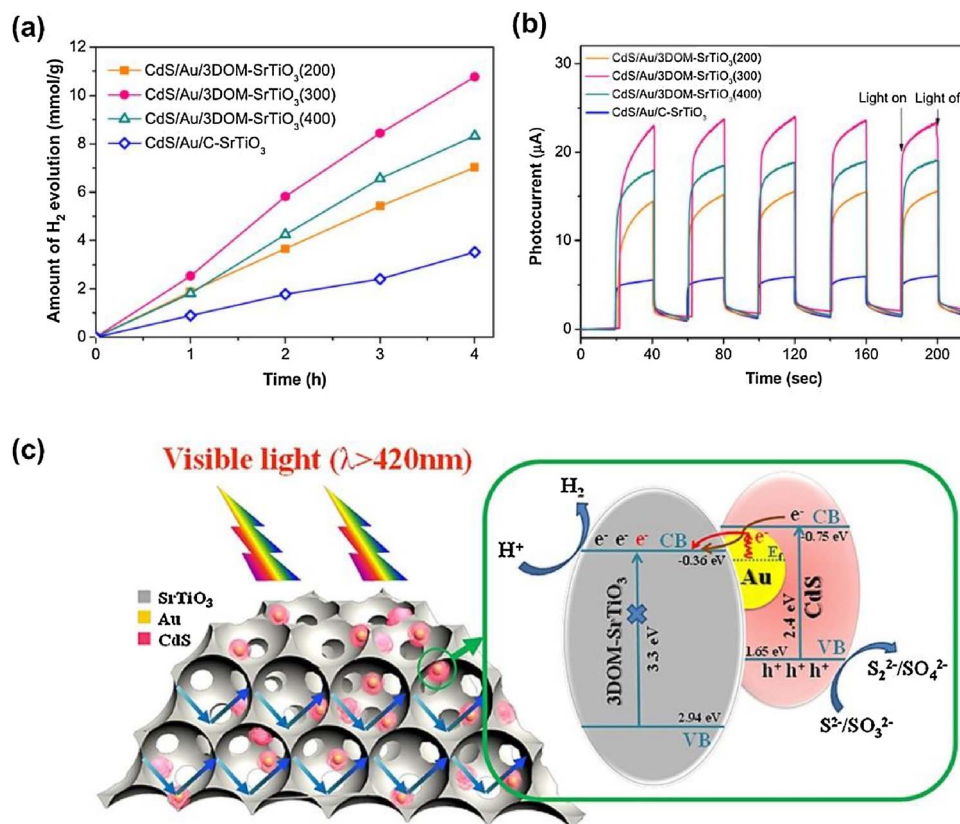 (a)
Amount of H₂ evolution (mmol/g)
12
10
8
6
4
2
0
CdS/Au/3DOM-SrTiO₃(200)
CdS/Au/3DOM-SrTiO₃(300)
CdS/Au/3DOM-SrTiO₃(400)
CdS/Au/C-SrTiO₃
0 1 2 3 4
Time (h)
(b)
Photocurrent (μA)
30
20
10
0
CdS/Au/3DOM-SrTiO₃(200)
CdS/Au/3DOM-SrTiO₃(300)
CdS/Au/3DOM-SrTiO₃(400)
CdS/Au/C-SrTiO₃
Light on Light of
0 40 80 120 160 200
Time (sec)
(c)
Visible light (λ>420nm)
SrTiO₃
Au
CdS
H₂
H⁺
e⁻ e⁻ e⁻ CB
-0.36 eV
3DOM-SrTiO₃
3.3 eV
2.94 eV
VB
e⁻
E_f
Au
e⁻ CB
-0.75 eV
2.4 eV
CdS
1.65 eV VB
h⁺ h⁺ h⁺
S₂²⁻/SO₄²⁻
S²⁻/SO₃²⁻